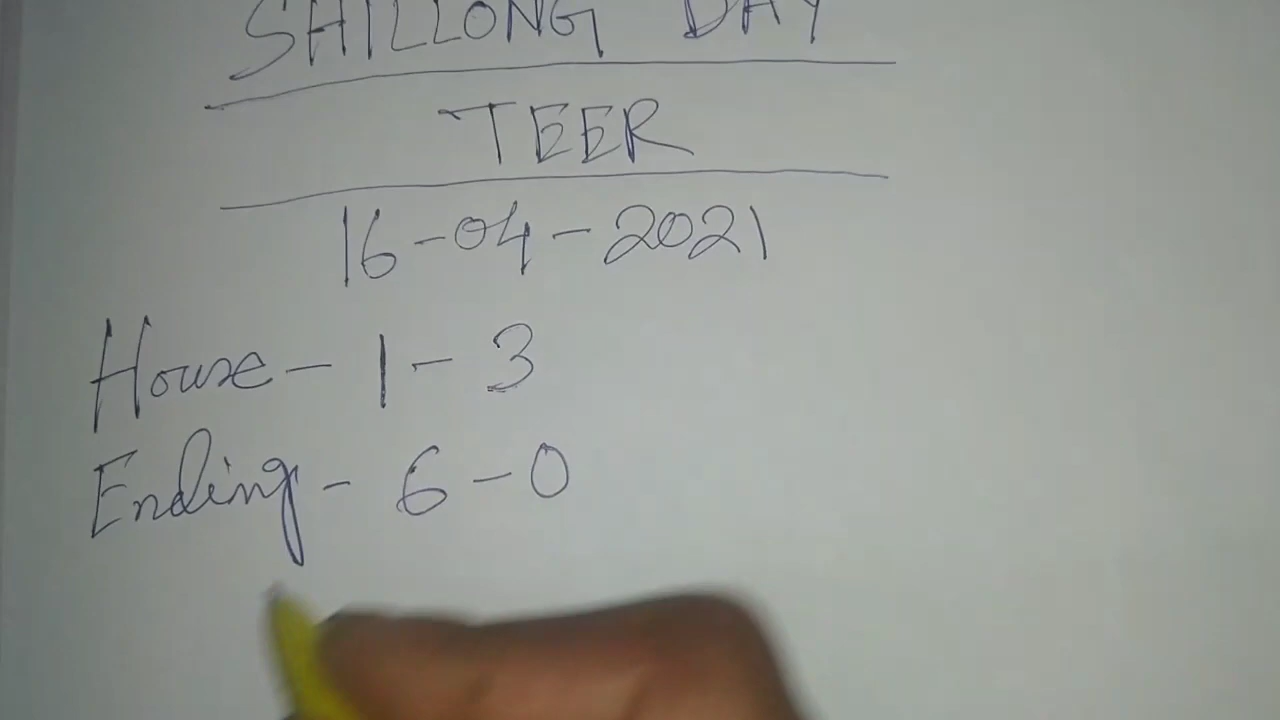 SHILLONG DAY
TEER
16-04-2021
House - 1 - 3
Ending - 6 - 0